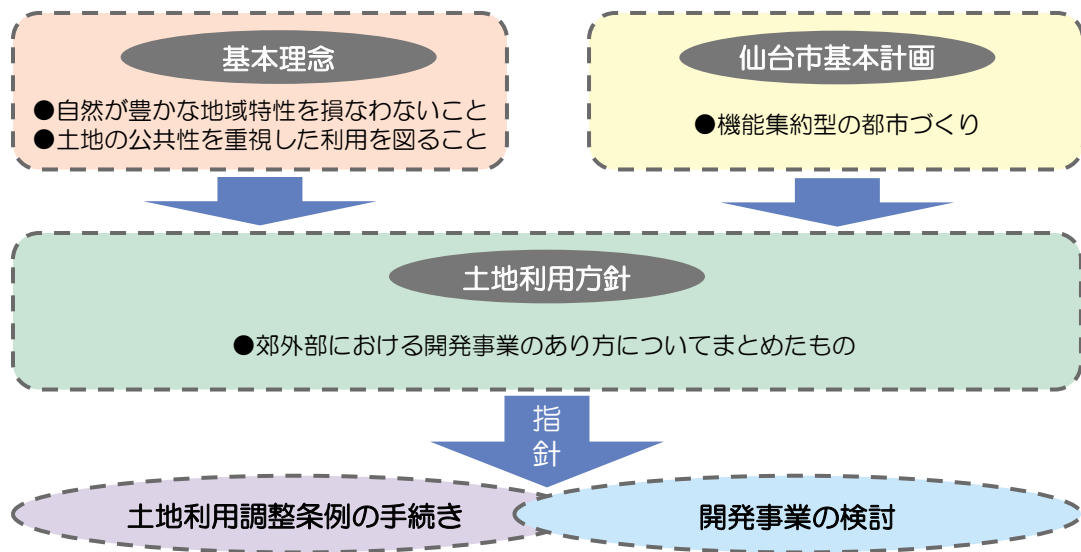 基本理念
●自然が豊かな地域特性を損なわないこと
●土地の公共性を重視した利用を図ること
仙台市基本計画
●機能集約型の都市づくり
土地利用方針
●郊外部における開発事業のあり方についてまとめたもの
指
針
土地利用調整条例の手続き
開発事業の検討